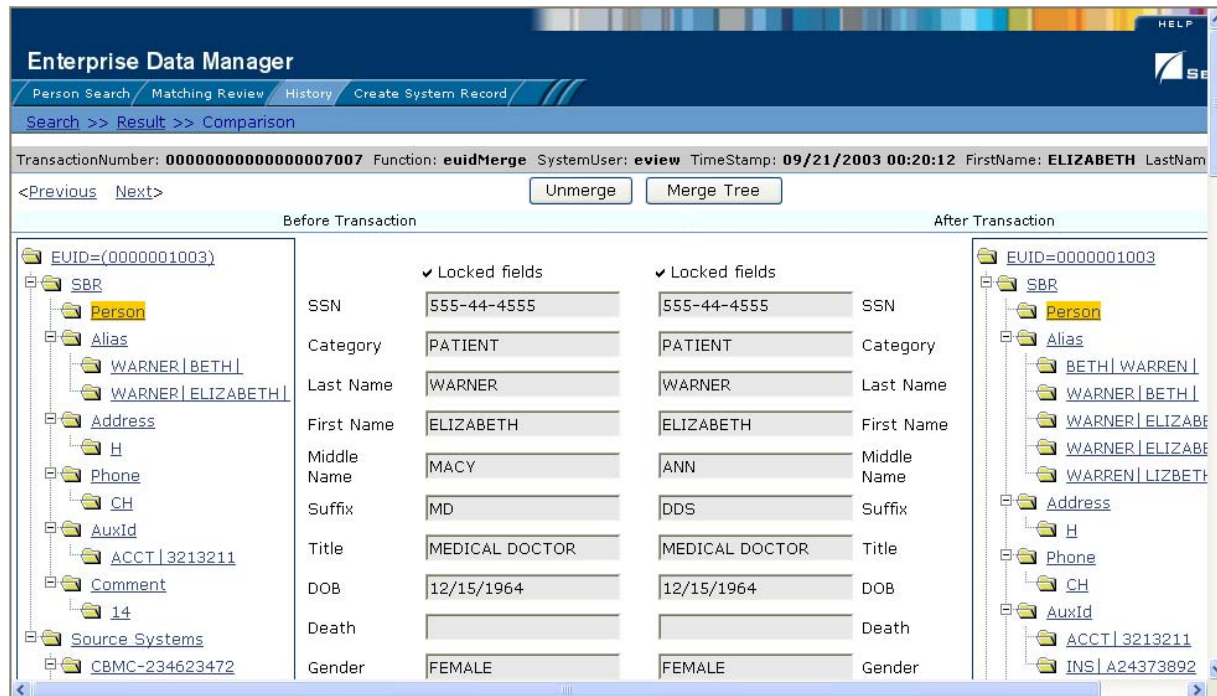 HELP
Enterprise Data Manager
Person Search Matching Review History Create System Record
Search >> Result >> Comparison
TransactionNumber: 00000000000000007007 Function: euidMerge SystemUser: eview TimeStamp: 09/21/2003 00:20:12 FirstName: ELIZABETH LastNam
<Previous Next> Unmerge Merge Tree
Before Transaction After Transaction
EUID=(0000001003)
SBR
Person
Alias
WARNER|BETH|
WARNER|ELIZABETH|
Address
H
Phone
CH
AuxId
ACCT|3213211
Comment
14
Source Systems
CBMC-234623472
✓ Locked fields ✓ Locked fields
SSN 555-44-4555 555-44-4555 SSN
Category PATIENT PATIENT Category
Last Name WARNER WARNER Last Name
First Name ELIZABETH ELIZABETH First Name
Middle Name MACY ANN Middle Name
Suffix MD DDS Suffix
Title MEDICAL DOCTOR MEDICAL DOCTOR Title
DOB 12/15/1964 12/15/1964 DOB
Death Death
Gender FEMALE FEMALE Gender
EUID=0000001003
SBR
Person
Alias
BETH|WARREN|
WARNER|BETH|
WARNER|ELIZABE
WARNER|ELIZABE
WARREN|LIZBETH
Address
H
Phone
CH
AuxId
ACCT|3213211
INS|A24373892